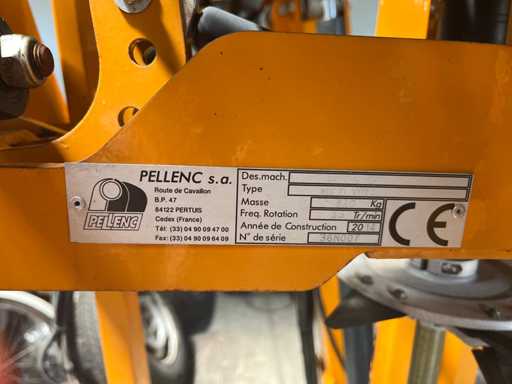 PELLENC s.a.
Route de Cavaillon
B.P. 47
84122 PERTUIS
Cedex (France)
Tél: (33) 04 90 09 47 00
Fax: (33) 04 90 09 64 09
PELLENC
Des.mach.
Type
Masse Kg
Freq. Rotation Tr/min
Année de Construction 2014
N° de série 36N007
CE